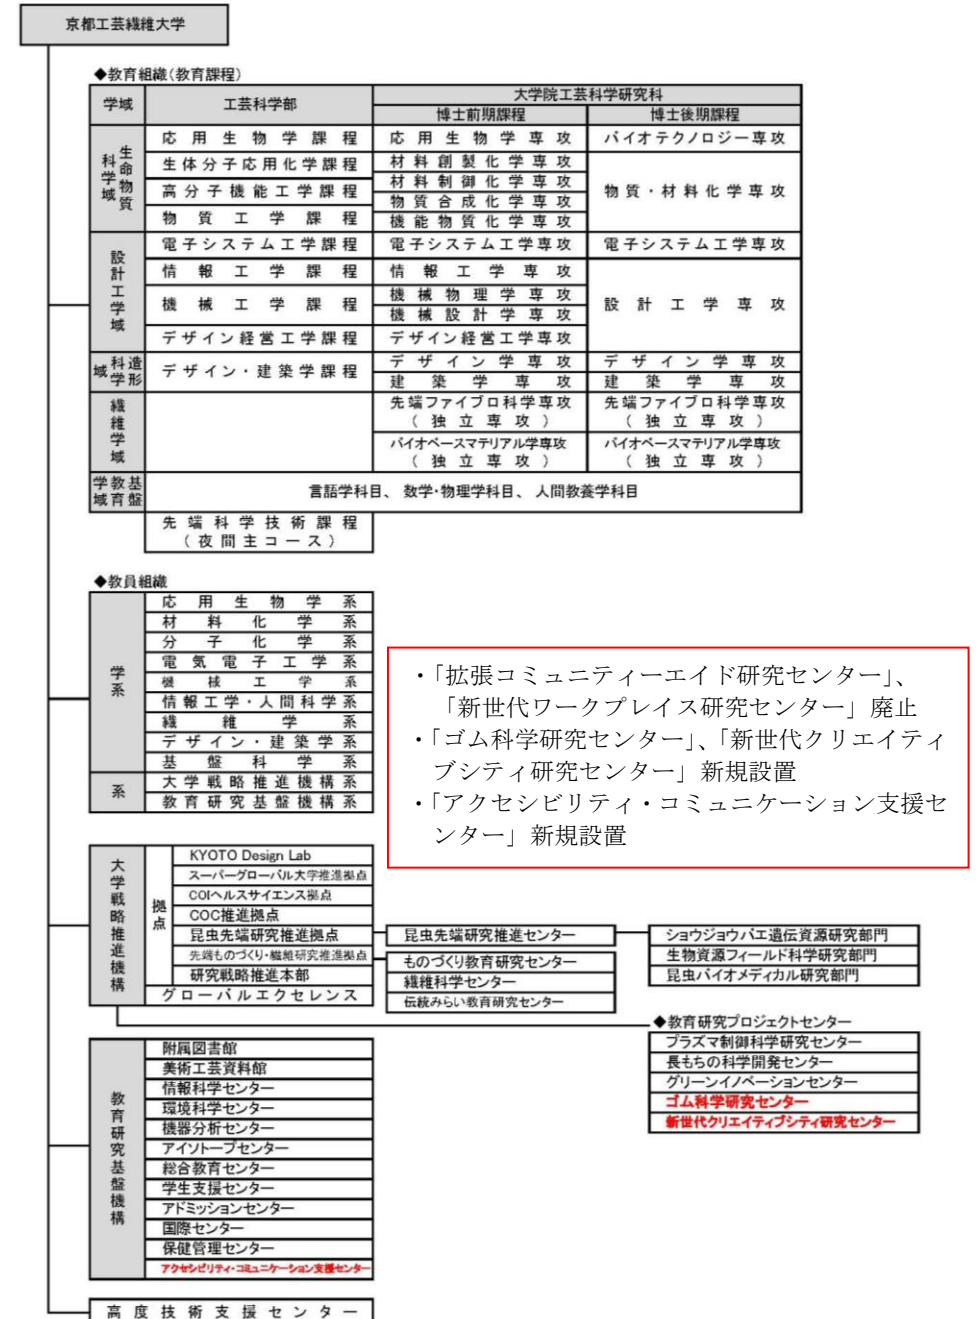 京都工芸繊維大学
◆教育組織(教育課程)
学域
工芸科学部
大学院工芸科学研究科
博士前期課程
博士後期課程
生命物質科学域
応用生物学課程
応用生物学専攻
バイオテクノロジー専攻
生体分子応用化学課程
材料創製化学専攻
材料制御化学専攻
物質・材料化学専攻
高分子機能工学課程
物質合成化学専攻
物質工学課程
機能物質化学専攻
設計工学域
電子システム工学課程
電子システム工学専攻
電子システム工学専攻
情報工学課程
情報工学専攻
設計工学専攻
機械工学課程
機械物理学専攻
機械設計学専攻
デザイン経営工学課程
デザイン経営工学専攻
造形科学域
デザイン・建築学課程
デザイン学専攻
デザイン学専攻
建築学専攻
建築学専攻
繊維学域
先端ファイブロ科学専攻
(独立専攻)
先端ファイブロ科学専攻
(独立専攻)
バイオベースマテリアル学専攻
(独立専攻)
バイオベースマテリアル学専攻
(独立専攻)
基盤教育学域
言語学科目、数学・物理学科目、人間教養学科目
先端科学技術課程
(夜間主コース)
◆教員組織
学系
応用生物学系
材料化学系
分子化学系
電気電子工学系
機械工学系
情報工学・人間科学系
繊維学系
デザイン・建築学系
基盤科学系
系
大学戦略推進機構系
教育研究基盤機構系
・「拡張コミュニティーエイド研究センター」、
「新世代ワークプレイス研究センター」廃止
・「ゴム科学研究センター」、「新世代クリエイティ
ブシティ研究センター」新規設置
・「アクセシビリティ・コミュニケーション支援セ
ンター」新規設置
大学戦略推進機構
拠点
KYOTO Design Lab
スーパーグローバル大学推進拠点
COIヘルスサイエンス拠点
COC推進拠点
昆虫先端研究推進拠点
先端ものづくり・繊維研究推進拠点
研究戦略推進本部
グローバルエクセレンス
昆虫先端研究推進センター
ものづくり教育研究センター
繊維科学センター
伝統みらい教育研究センター
ショウジョウバエ遺伝資源研究部門
生物資源フィールド科学研究部門
昆虫バイオメディカル研究部門
◆教育研究プロジェクトセンター
プラズマ制御科学研究センター
長もちの科学開発センター
グリーンイノベーションセンター
ゴム科学研究センター
新世代クリエイティブシティ研究センター
教育研究基盤機構
附属図書館
美術工芸資料館
情報科学センター
環境科学センター
機器分析センター
アイソトープセンター
総合教育センター
学生支援センター
アドミッションセンター
国際センター
保健管理センター
アクセシビリティ・コミュニケーション支援センター
高度技術支援センター